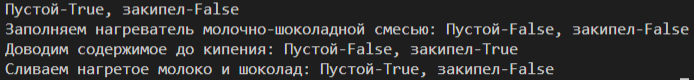 Пустой-True, закипел-False
Заполняем нагреватель молочно-шоколадной смесью: Пустой-False, закипел-False
Доводим содержимое до кипения: Пустой-False, закипел-True
Сливаем нагретое молоко и шоколад: Пустой-True, закипел-False